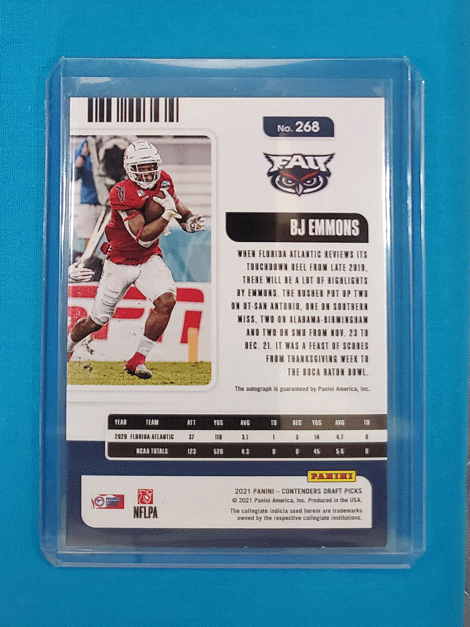 No. 268
FAU
BJ EMMONS
WHEN FLORIDA ATLANTIC REVIEWS ITS
TOUCHDOWN REEL FROM LATE 2019,
THERE WILL BE A LOT OF HIGHLIGHTS
BY EMMONS. THE RUSHER PUT UP TWO
ON UT-SAN ANTONIO, ONE ON SOUTHERN
MISS, TWO ON ALABAMA-BIRMINGHAM
AND TWO ON SMU FROM NOV. 23 TO
DEC. 21. IT WAS A FEAST OF SCORES
FROM THANKSGIVING WEEK TO
THE BOCA RATON BOWL.
The autograph is guaranteed by Panini America, Inc.
YEAR TEAM ATT YDS AVG TD REC YDS AVG TD
2020 FLORIDA ATLANTIC 37 116 3.1 1 3 14 4.7 0
NCAA TOTALS 123 526 4.3 8 45 5.6 0
PANINI
NFLPA
2021 PANINI - CONTENDERS DRAFT PICKS
© 2021 Panini America, Inc. Produced in the USA.
The collegiate indicia used herein are trademarks
owned by the respective collegiate institutions.